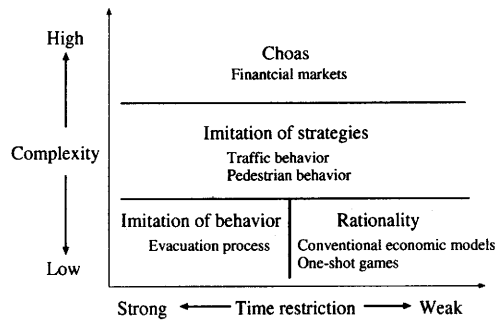 High
Complexity
Low
Choas
Finantcial markets
Imitation of strategies
Traffic behavior
Pedestrian behavior
Imitation of behavior
Evacuation process
Rationality
Conventional economic models
One-shot games
Strong Time restriction Weak